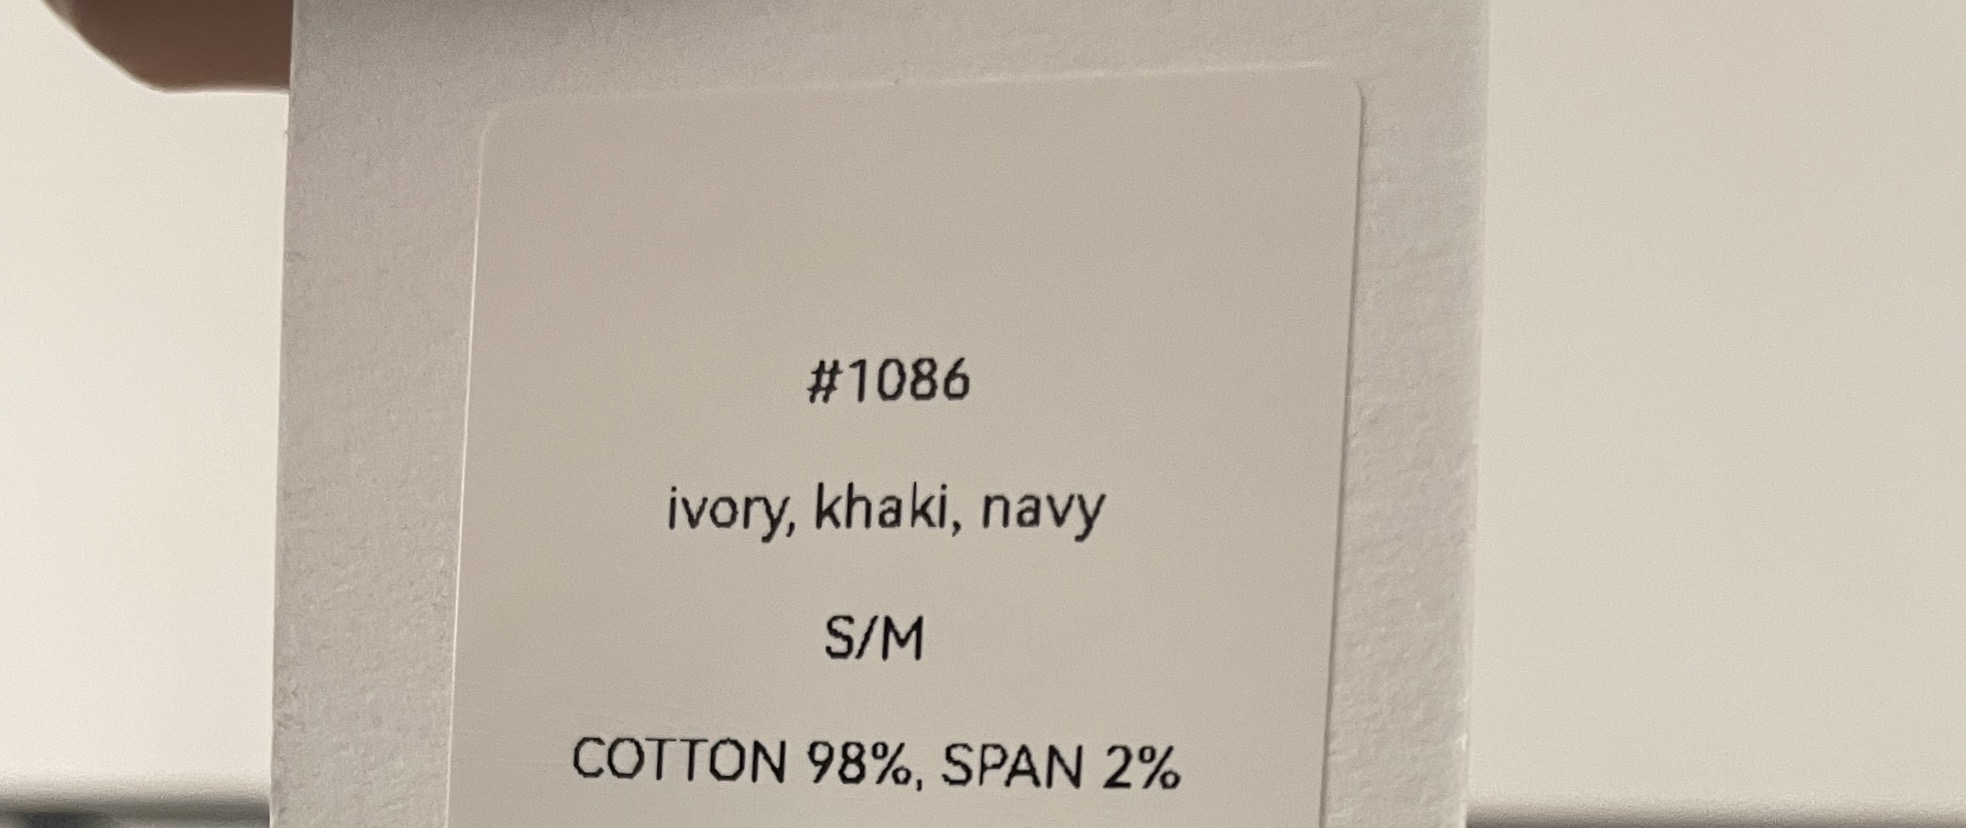 #1086
ivory, khaki, navy
S/M
COTTON 98%, SPAN 2%